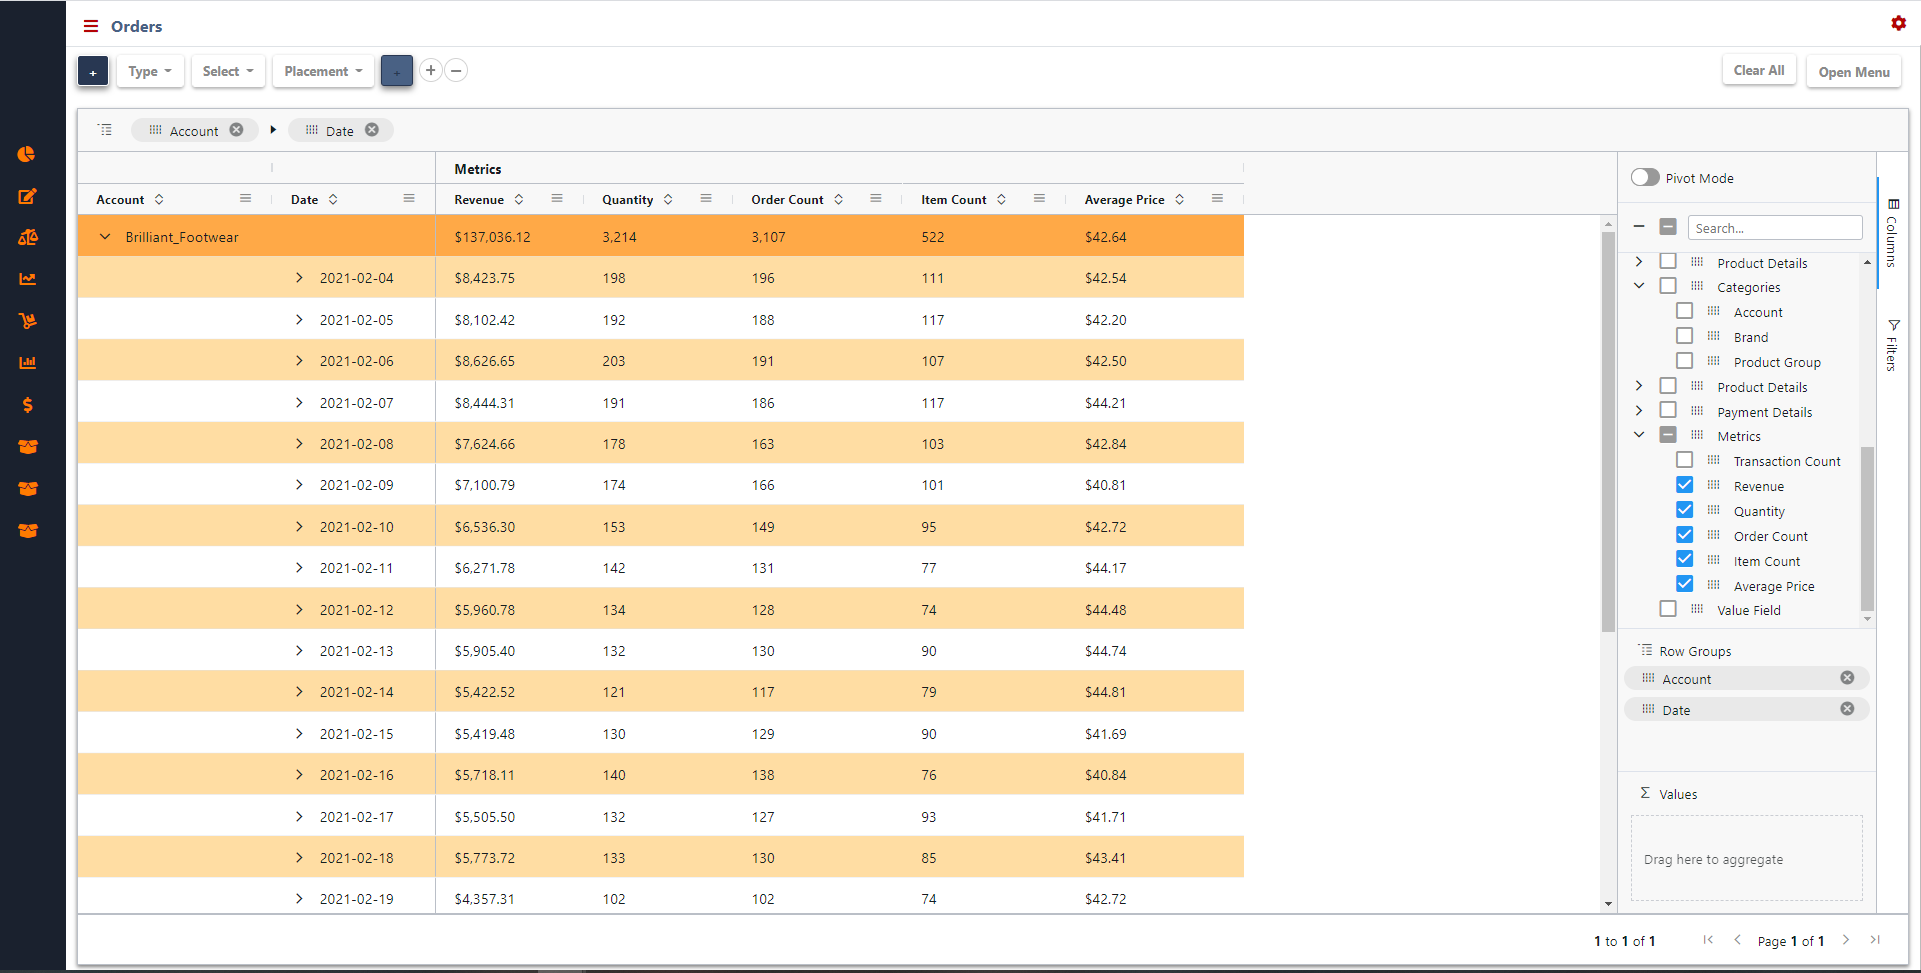 Orders
+ Type Select Placement + Clear All Open Menu
Account Date
Metrics
Account Date Revenue Quantity Order Count Item Count Average Price
Brilliant_Footwear $137,036.12 3,214 3,107 522 $42.64
2021-02-04 $8,423.75 198 196 111 $42.54
2021-02-05 $8,102.42 192 188 117 $42.20
2021-02-06 $8,626.65 203 191 107 $42.50
2021-02-07 $8,444.31 191 186 117 $44.21
2021-02-08 $7,624.66 178 163 103 $42.84
2021-02-09 $7,100.79 174 166 101 $40.81
2021-02-10 $6,536.30 153 149 95 $42.72
2021-02-11 $6,271.78 142 131 77 $44.17
2021-02-12 $5,960.78 134 128 74 $44.48
2021-02-13 $5,905.40 132 130 90 $44.74
2021-02-14 $5,422.52 121 117 79 $44.81
2021-02-15 $5,419.48 130 129 90 $41.69
2021-02-16 $5,718.11 140 138 76 $40.84
2021-02-17 $5,505.50 132 127 93 $41.71
2021-02-18 $5,773.72 133 130 85 $43.41
2021-02-19 $4,357.31 102 102 74 $42.72
Pivot Mode
Search...
Product Details
Categories
Account
Brand
Product Group
Product Details
Payment Details
Metrics
Transaction Count
Revenue
Quantity
Order Count
Item Count
Average Price
Value Field
Row Groups
Account
Date
Σ Values
Drag here to aggregate
Columns
Filters
1 to 1 of 1 Page 1 of 1